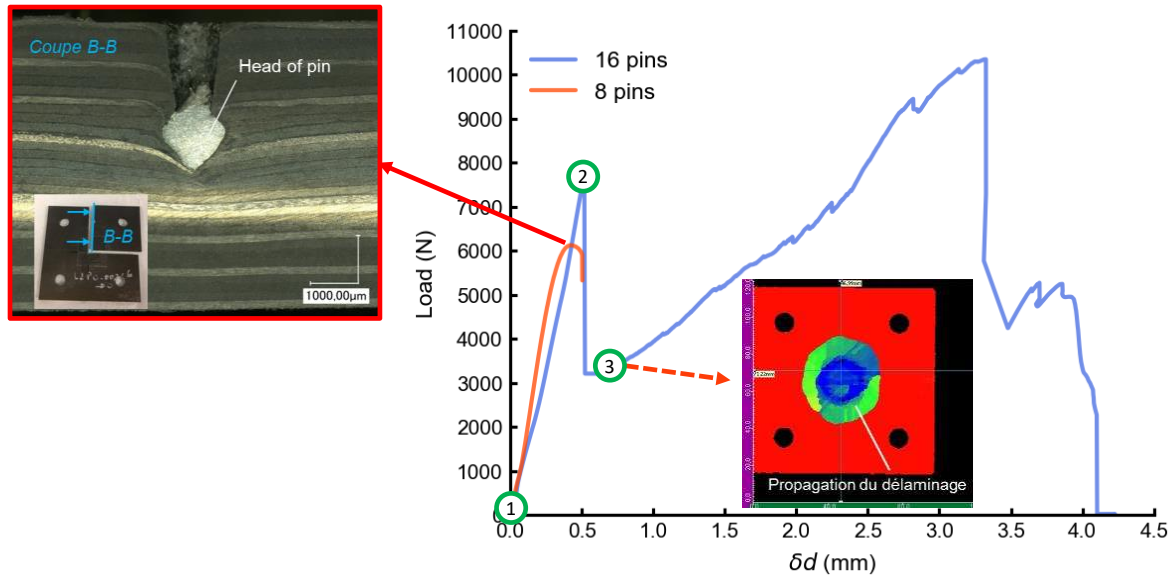 Coupe B-B
Head of pin
B-B
1000,00µm
Load (N)
11000
10000
9000
8000
7000
6000
5000
4000
3000
2000
1000
0
16 pins
8 pins
2
3
1
Propagation du délaminage
0.0 0.5 1.0 1.5 2.0 2.5 3.0 3.5 4.0 4.5
δd (mm)